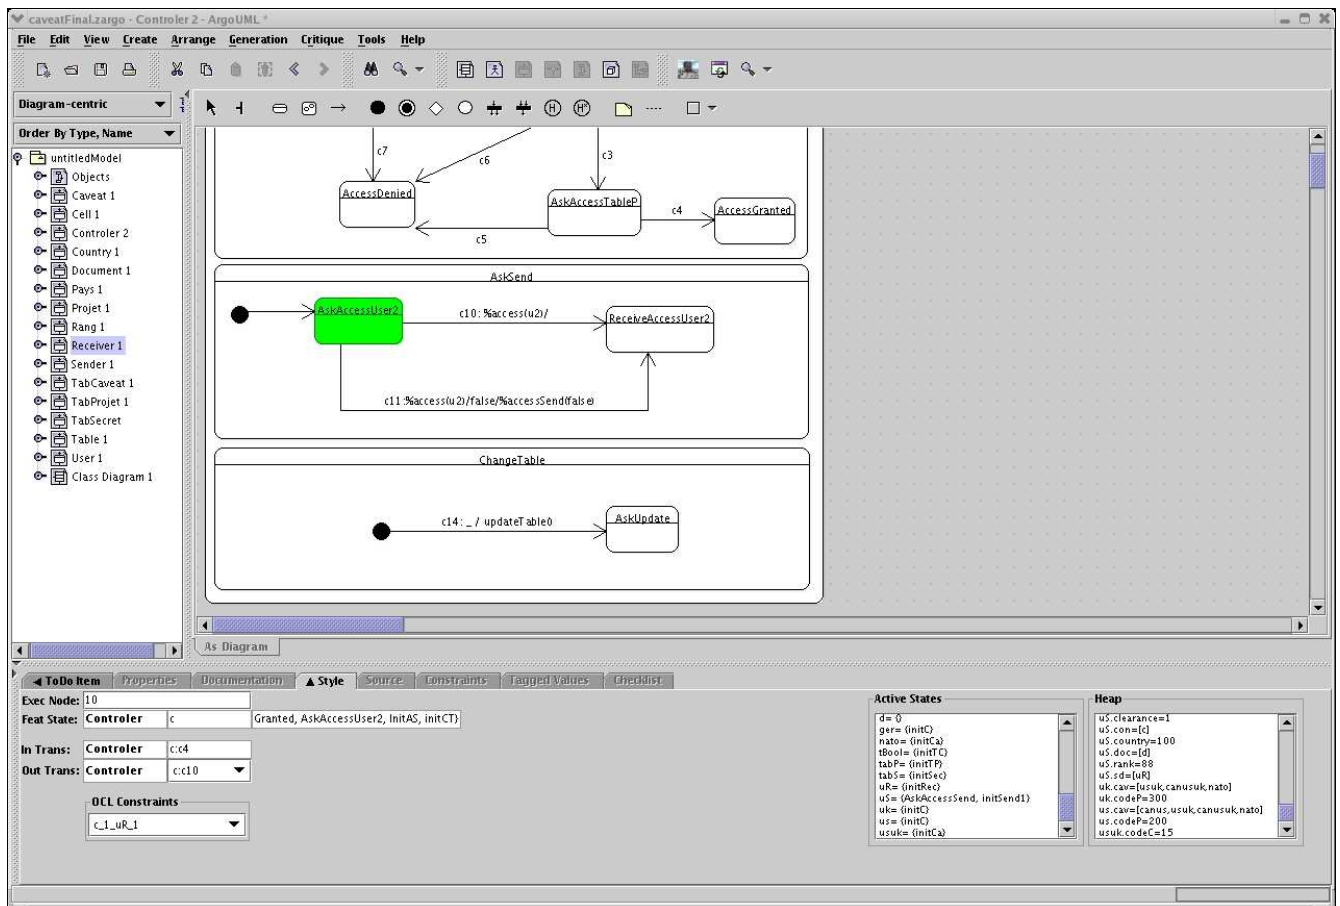 caveatFinal.zargo - Controler 2 - ArgoUML *
File Edit View Create Arrange Generation Critique Tools Help
Diagram-centric
Order By Type, Name
untitledModel
Objects
Caveat 1
Cell 1
Controler 2
Country 1
Document 1
Pays 1
Projet 1
Rang 1
Receiver 1
Sender 1
TabCaveat 1
TabProjet 1
TabSecret
Table 1
User 1
Class Diagram 1
c7
c6
c3
AccessDenied
AskAccessTableP
c4
AccessGranted
c5
AskSend
AskAccessUser2
c10: %access(u2)/
ReceiveAccessUser2
c11:%access(u2)/false/%accessSend(false)
ChangeTable
c14: _ / updateTable()
AskUpdate
As Diagram
ToDo Item Properties Documentation Style Source Constraints Tagged Values Checklist
Exec Node: 10
Feat State: Controler c Granted, AskAccessUser2, InitAS, initCT}
In Trans: Controler c:c4
Out Trans: Controler c:c10
OCL Constraints
c_1_uR_1
Active States
d= {}
ger= {initC}
nato= {initCa}
tBool= {initTC}
tabP= {initTP}
tabS= {initSec}
uR= {initRec}
uS= {AskAccessSend, initSend1}
uk= {initC}
us= {initC}
usuk= {initCa}
Heap
uS.clearance=1
uS.con=[c]
uS.country=100
uS.doc=[d]
uS.rank=88
uS.sd=[uR]
uk.cav=[usuk,canusuk,nato]
uk.codeP=300
us.cav=[canus,usuk,canusuk,nato]
us.codeP=200
usuk.codeC=15